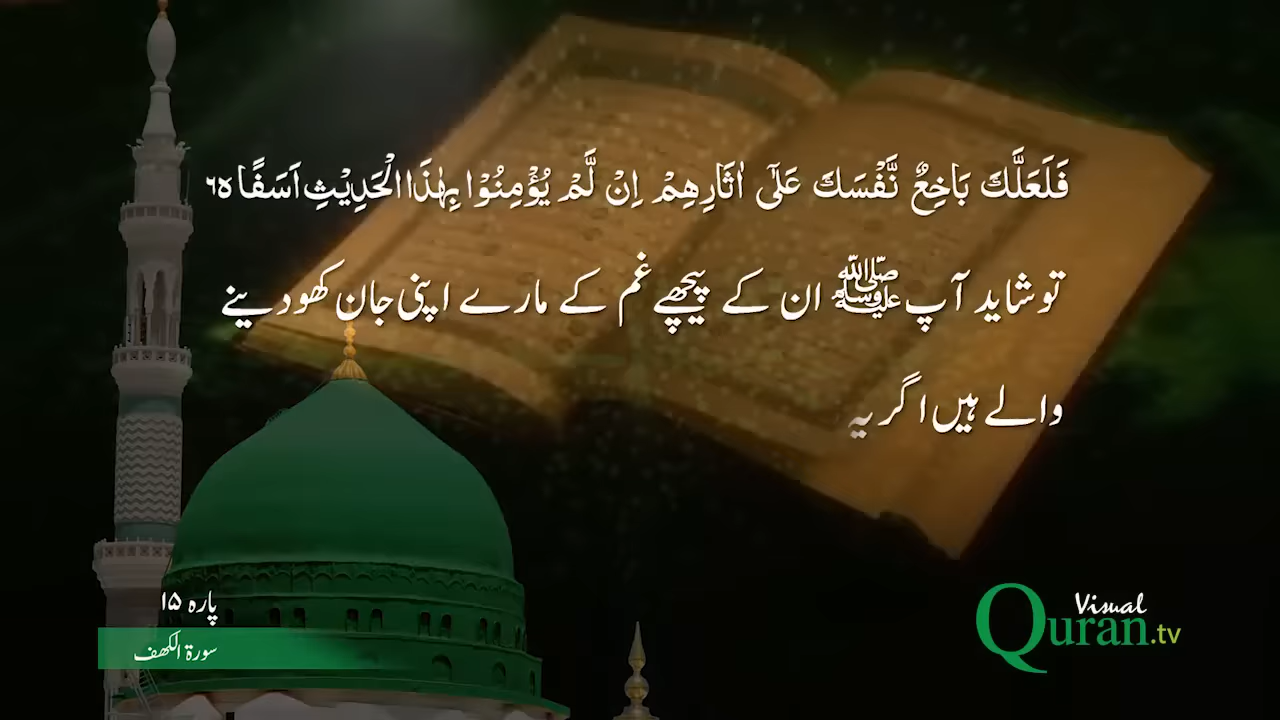 فَلَعَلَّكَ بَاخِعٌ نَّفْسَكَ عَلٰٓى اٰثَارِهِمْ اِنْ لَّمْ يُؤْمِنُوْا بِهٰذَا الْحَدِيْثِ اَسَفًا ه۶
تو شاید آپ ﷺ ان کے پیچھے غم کے مارے اپنی جان کھو دینے
والے ہیں اگر یہ
پارہ ۱۵
سورۃ الکھف
Visual
Quran.tv